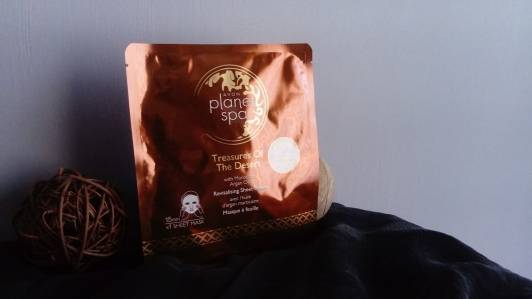 AVON
planet
spa
Treasures Of
The Desert
with Moroccan
Argan Oil
Revitalising Sheet Mask
avec l'huile
d'argan marocaine
Masque à feuille
15min
x1 SHEET MASK